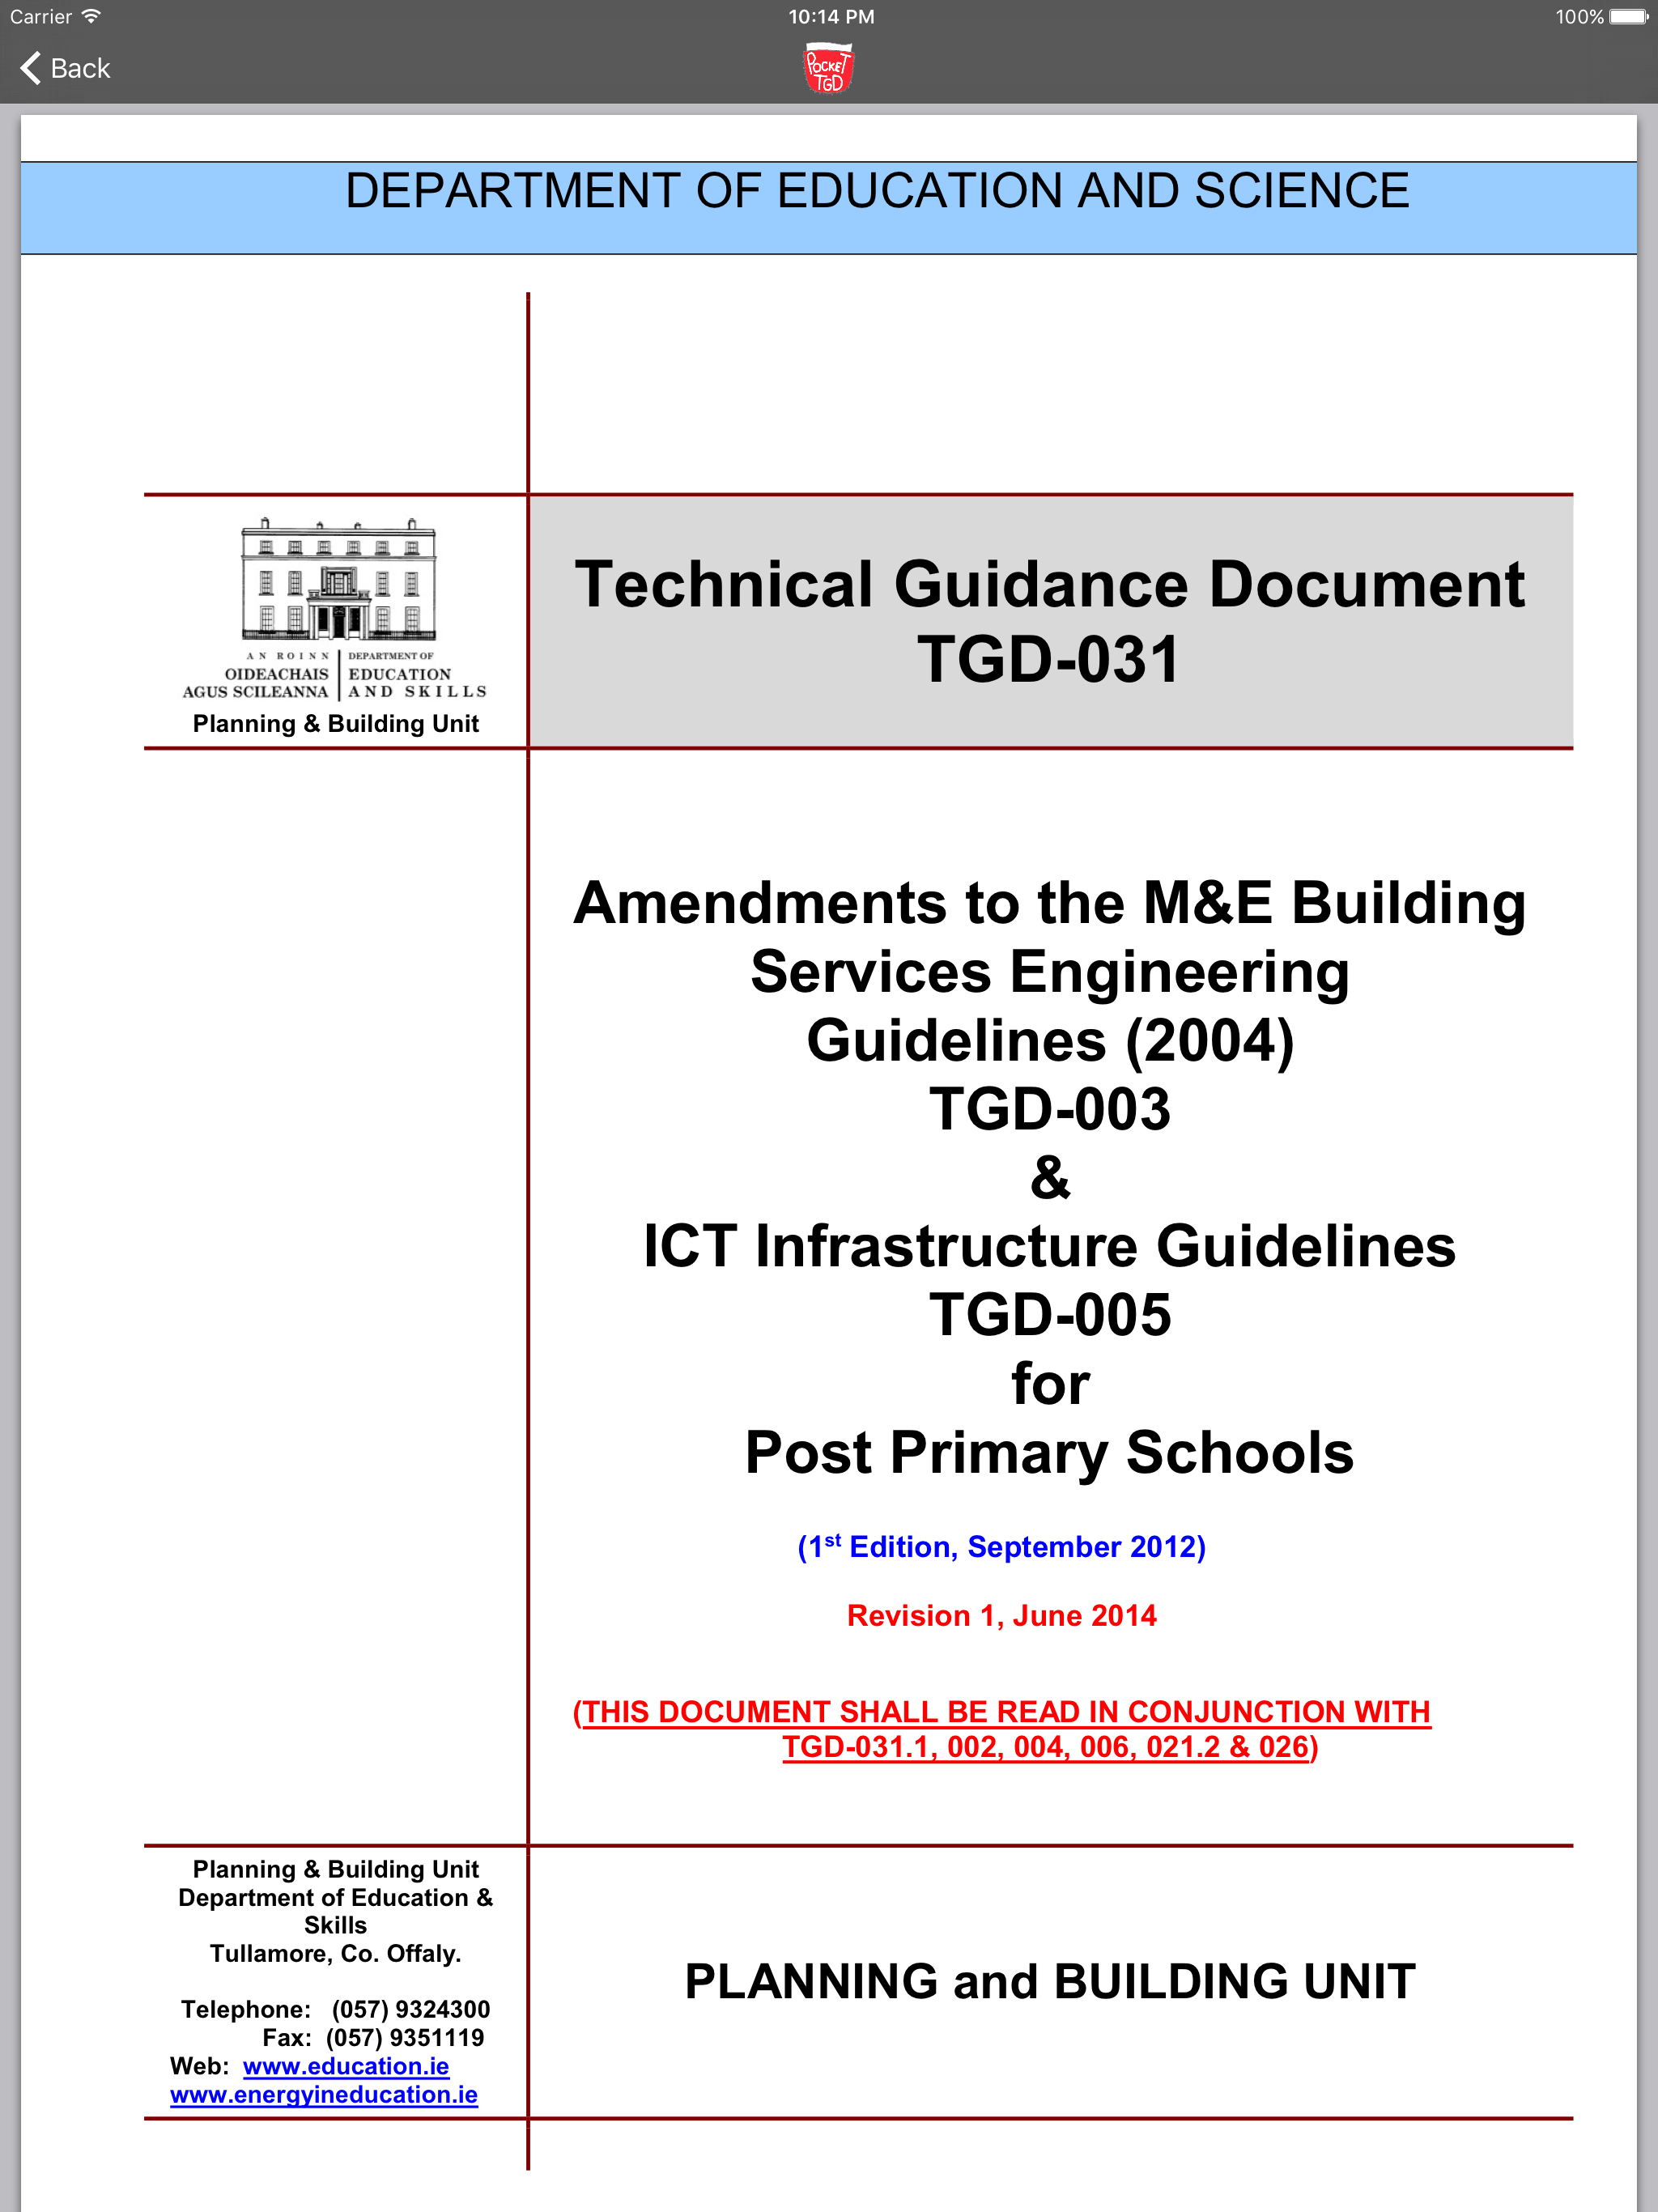 Carrier 10:14 PM 100%
Back
POCKET
TGD
DEPARTMENT OF EDUCATION AND SCIENCE
AN ROINN
OIDEACHAIS
AGUS SCILEANNA
DEPARTMENT OF
EDUCATION
AND SKILLS
Planning & Building Unit
Technical Guidance Document
TGD-031
Amendments to the M&E Building
Services Engineering
Guidelines (2004)
TGD-003
&
ICT Infrastructure Guidelines
TGD-005
for
Post Primary Schools
(1st Edition, September 2012)
Revision 1, June 2014
(THIS DOCUMENT SHALL BE READ IN CONJUNCTION WITH
TGD-031.1, 002, 004, 006, 021.2 & 026)
Planning & Building Unit
Department of Education &
Skills
Tullamore, Co. Offaly.
Telephone: (057) 9324300
Fax: (057) 9351119
Web: www.education.ie
www.energyineducation.ie
PLANNING and BUILDING UNIT